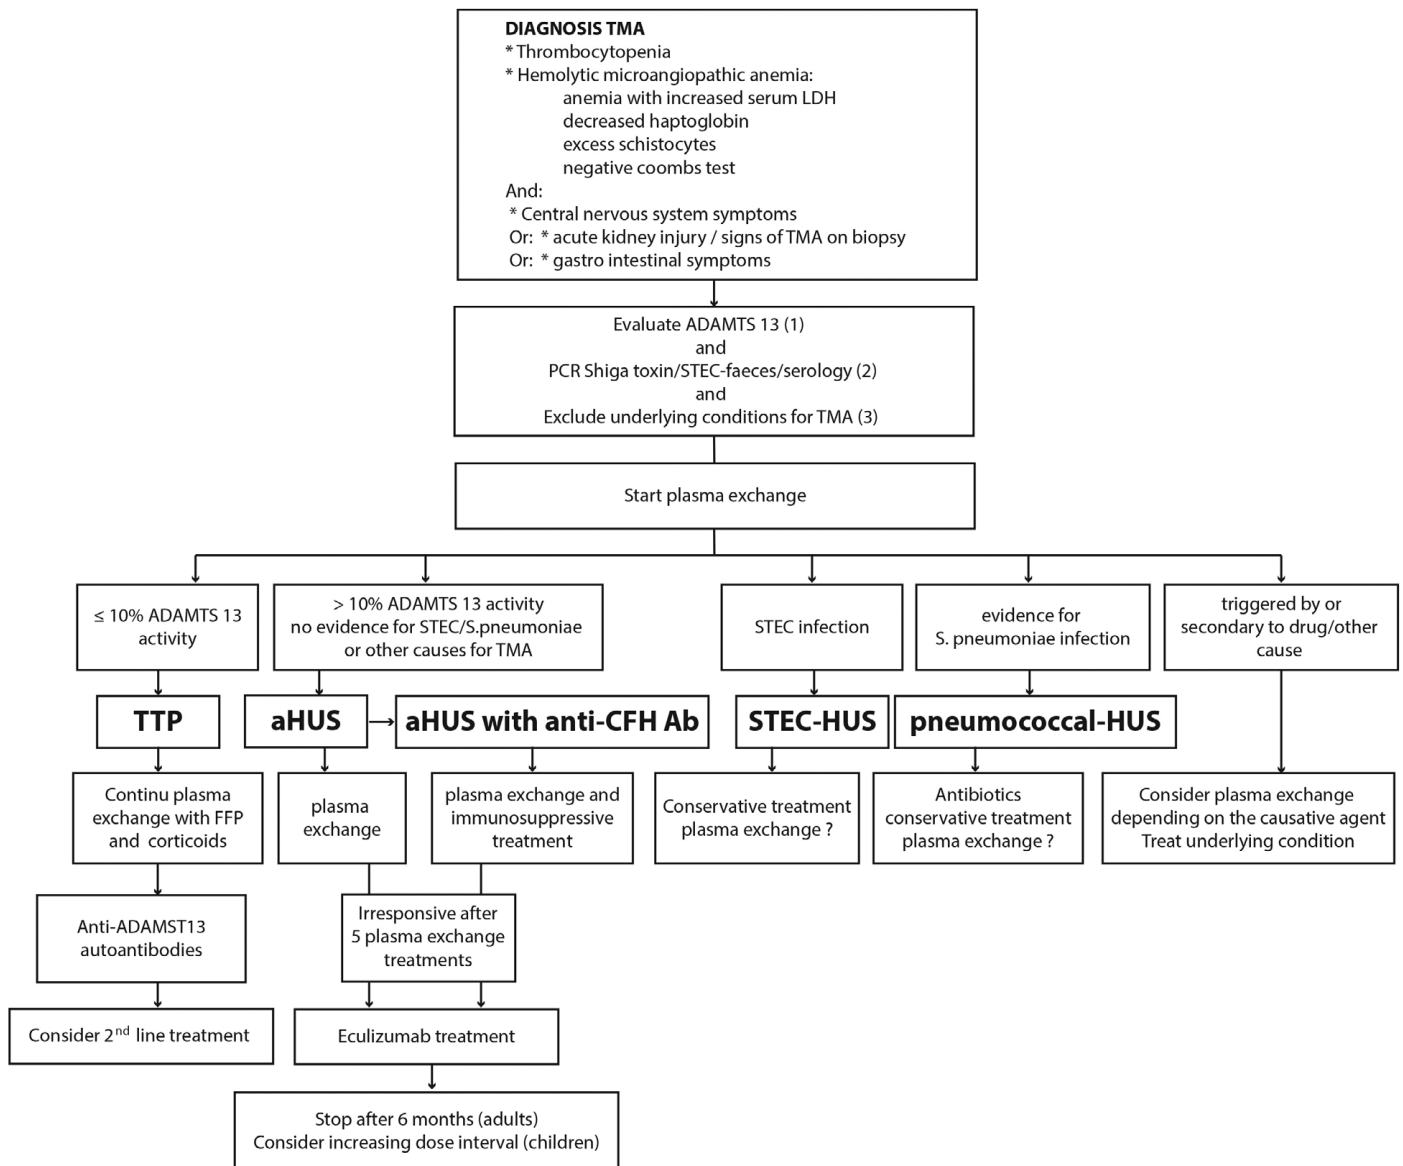 DIAGNOSIS TMA
* Thrombocytopenia
* Hemolytic microangiopathic anemia:
anemia with increased serum LDH
decreased haptoglobin
excess schistocytes
negative coombs test
And:
* Central nervous system symptoms
Or: * acute kidney injury / signs of TMA on biopsy
Or: * gastro intestinal symptoms
Evaluate ADAMTS 13 (1)
and
PCR Shiga toxin/STEC-faeces/serology (2)
and
Exclude underlying conditions for TMA (3)
Start plasma exchange
≤ 10% ADAMTS 13
activity
> 10% ADAMTS 13 activity
no evidence for STEC/S.pneumoniae
or other causes for TMA
STEC infection
evidence for
S. pneumoniae infection
triggered by or
secondary to drug/other
cause
TTP
aHUS
aHUS with anti-CFH Ab
STEC-HUS
pneumococcal-HUS
Continu plasma
exchange with FFP
and corticoids
plasma
exchange
plasma exchange and
immunosuppressive
treatment
Conservative treatment
plasma exchange ?
Antibiotics
conservative treatment
plasma exchange ?
Consider plasma exchange
depending on the causative agent
Treat underlying condition
Anti-ADAMST13
autoantibodies
Irresponsive after
5 plasma exchange
treatments
Consider 2nd line treatment
Eculizumab treatment
Stop after 6 months (adults)
Consider increasing dose interval (children)